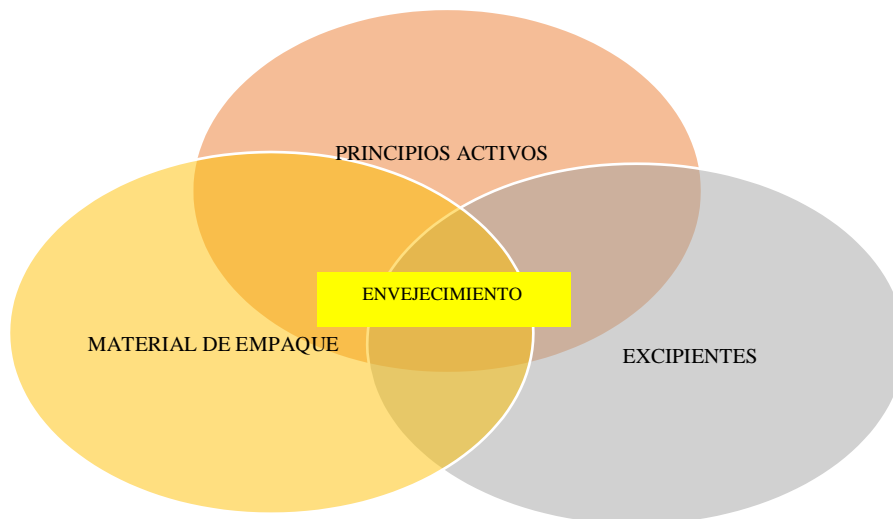 PRINCIPIOS ACTIVOS
ENVEJECIMIENTO
MATERIAL DE EMPAQUE
EXCIPIENTES